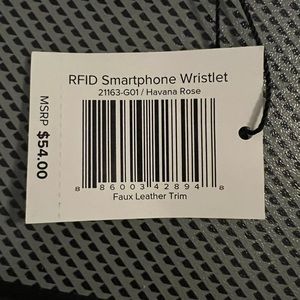 RFID Smartphone Wristlet
21163-G01 / Havana Rose
MSRP $54.00
8 86003 42894 8
Faux Leather Trim